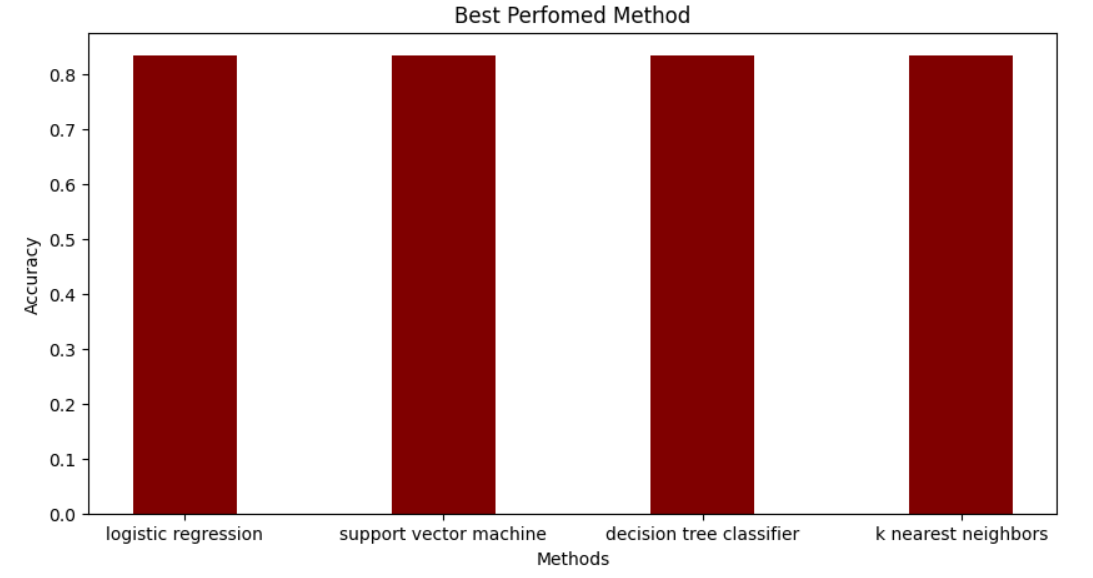 Best Perfomed Method
Accuracy
0.8
0.7
0.6
0.5
0.4
0.3
0.2
0.1
0.0
logistic regression
support vector machine
decision tree classifier
k nearest neighbors
Methods